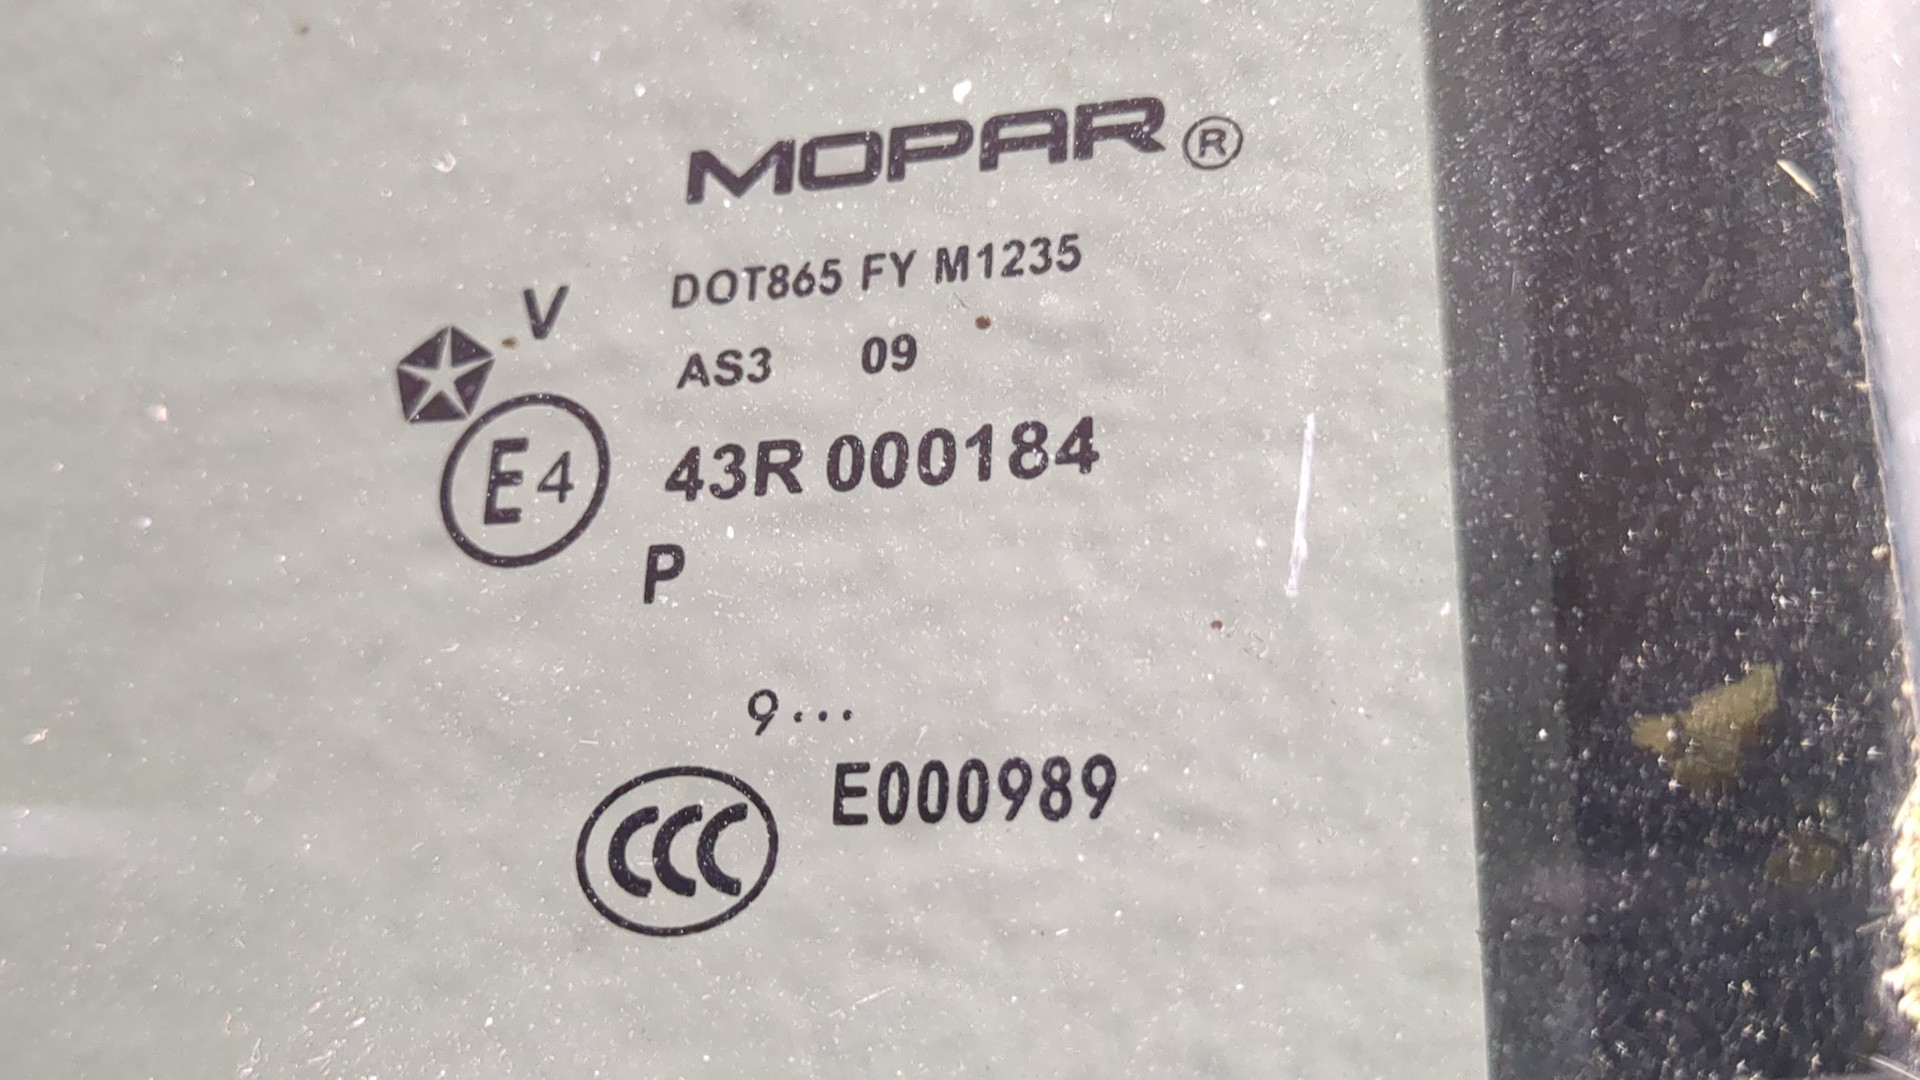 MOPAR®
DOT865 FY M1235
V
AS3 09
E4 43R 000184
P
9...
E000989
CCC